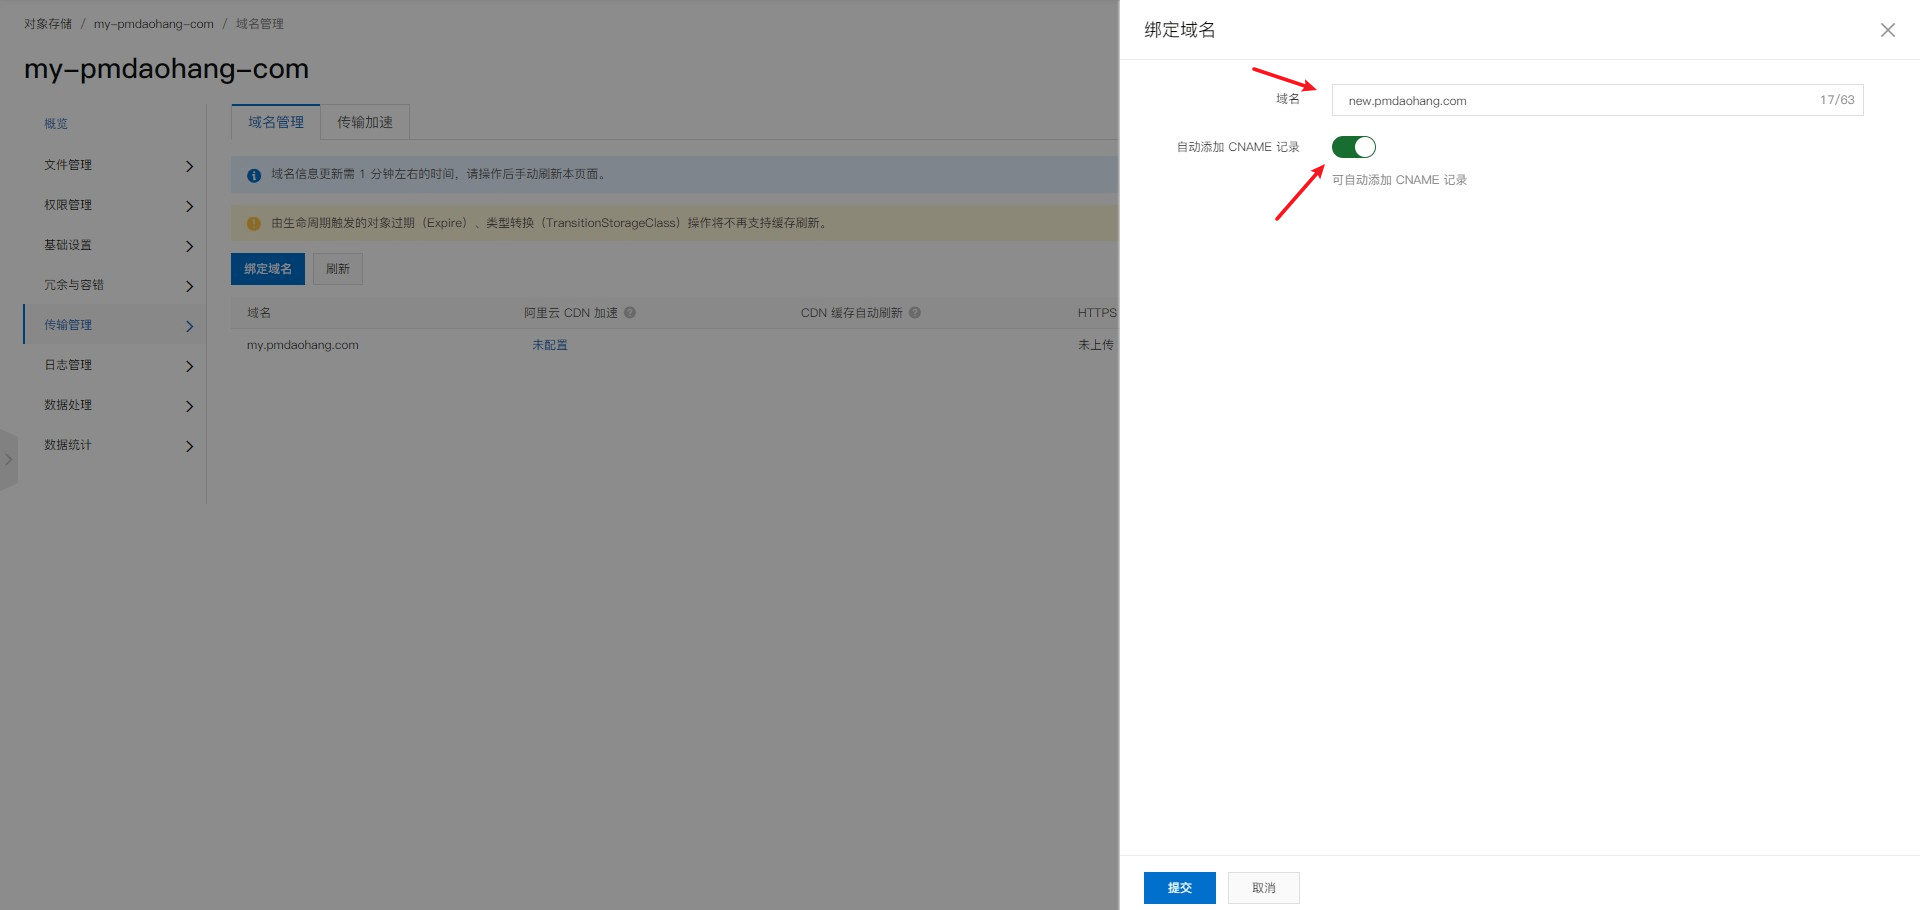 对象存储 / my-pmdaohang-com / 域名管理
my-pmdaohang-com
概览
文件管理
权限管理
基础设置
冗余与容错
传输管理
日志管理
数据处理
数据统计
域名管理
传输加速
域名信息更新需 1 分钟左右的时间，请操作后手动刷新本页面。
由生命周期触发的对象过期（Expire）、类型转换（TransitionStorageClass）操作将不再支持缓存刷新。
绑定域名
刷新
域名
阿里云 CDN 加速
CDN 缓存自动刷新
HTTPS
my.pmdaohang.com
未配置
未上传
绑定域名
域名
new.pmdaohang.com
17/63
自动添加 CNAME 记录
可自动添加 CNAME 记录
提交
取消